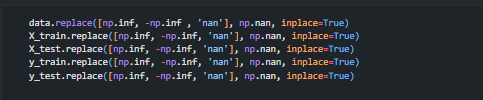 data.replace([np.inf, -np.inf , 'nan'], np.nan, inplace=True)
X_train.replace([np.inf, -np.inf, 'nan'], np.nan, inplace=True)
X_test.replace([np.inf, -np.inf, 'nan'], np.nan, inplace=True)
y_train.replace([np.inf, -np.inf, 'nan'], np.nan, inplace=True)
y_test.replace([np.inf, -np.inf, 'nan'], np.nan, inplace=True)